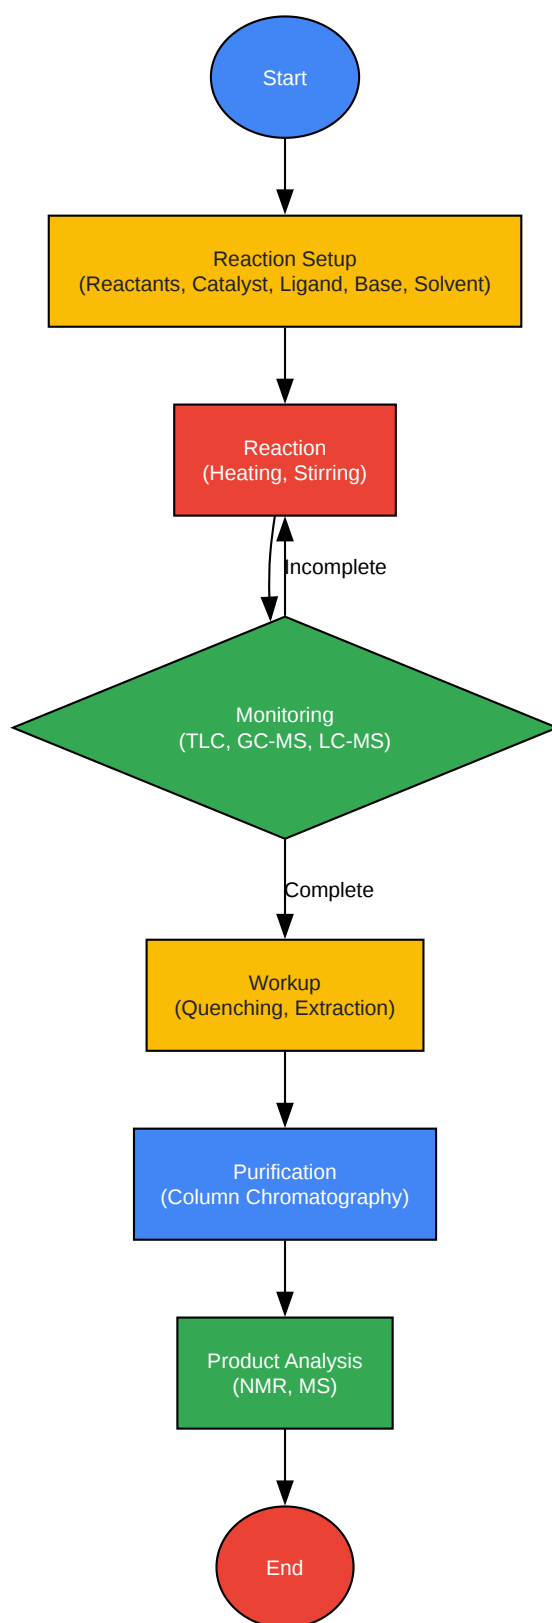 Start
Reaction Setup
(Reactants, Catalyst, Ligand, Base, Solvent)
Reaction
(Heating, Stirring)
Incomplete
Monitoring
(TLC, GC-MS, LC-MS)
Complete
Workup
(Quenching, Extraction)
Purification
(Column Chromatography)
Product Analysis
(NMR, MS)
End